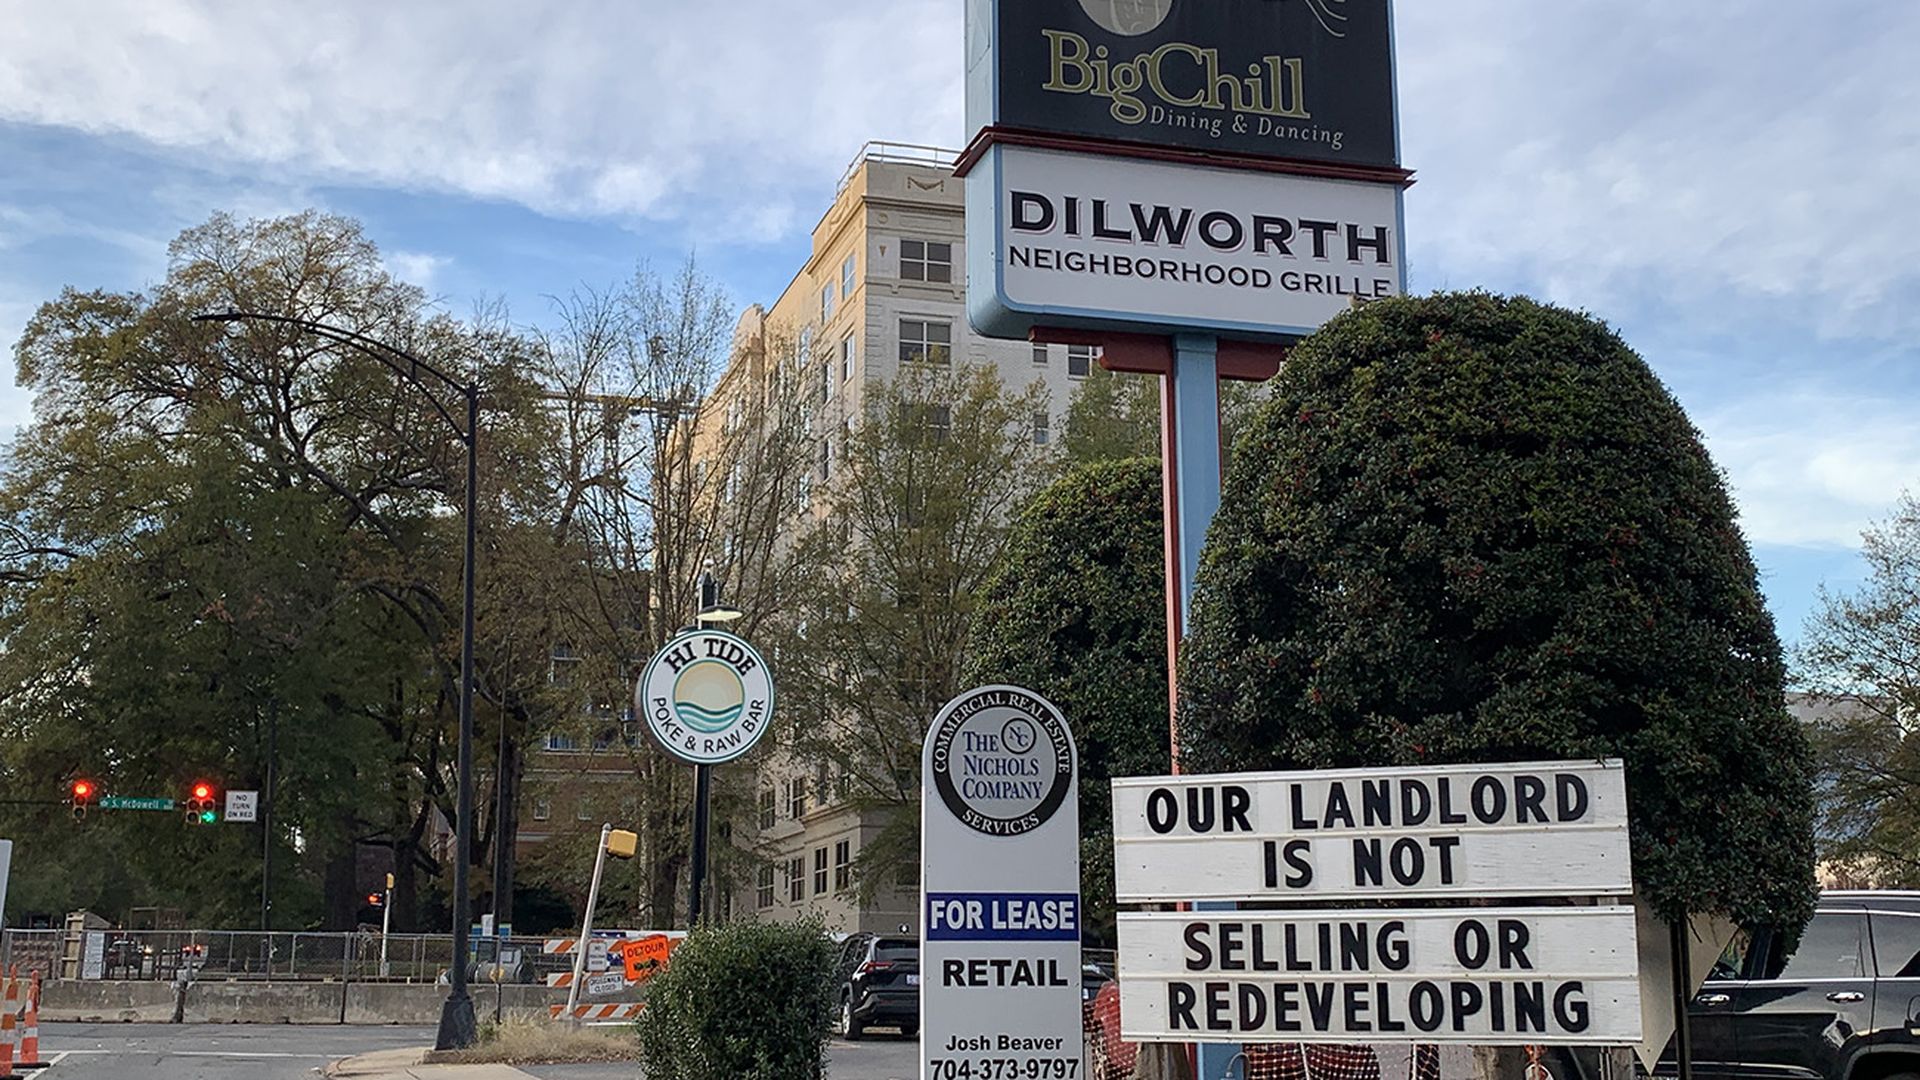 BigChill
Dining & Dancing
DILWORTH
NEIGHBORHOOD GRILLE
HI TIDE
POKE & RAW BAR
COMMERCIAL REAL ESTATE
NC
THE
NICHOLS
COMPANY
SERVICES
FOR LEASE
RETAIL
Josh Beaver
704-373-9797
OUR LANDLORD
IS NOT
SELLING OR
REDEVELOPING
S. McDowell
NO
TURN
ON RED
DETOUR